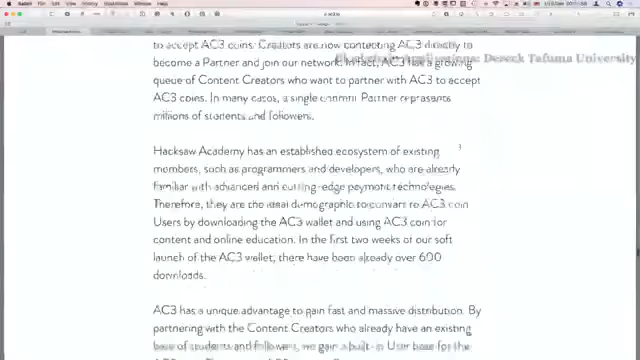 to accept AC3 coins. Creators are now contacting AC3 directly to
become a Partner and join our network. In fact, AC3 has a growing
Blockchain Applications: Dereck Tafuma University
queue of Content Creators who want to partner with AC3 to accept
AC3 coins. In many cases, a single content Partner represents
millions of students and followers.
Hacksaw Academy has an established ecosystem of existing
members, such as programmers and developers, who are already
familiar with advanced and cutting-edge payment technologies.
Therefore, they are the ideal demographic to convert to AC3 coin
Users by downloading the AC3 wallet and using AC3 coin for
content and online education. In the first two weeks of our soft
launch of the AC3 wallet, there have been already over 600
downloads.
AC3 has a unique advantage to gain fast and massive distribution. By
partnering with the Content Creators who already have an existing
base of students and followers, we gain a built-in User base for the